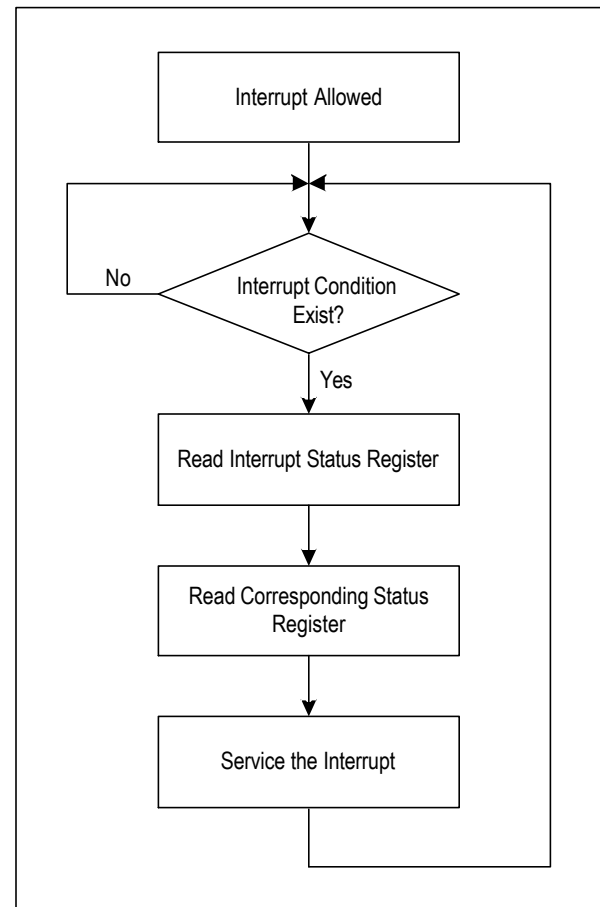 Interrupt Allowed
No
Interrupt Condition
Exist?
Yes
Read Interrupt Status Register
Read Corresponding Status
Register
Service the Interrupt